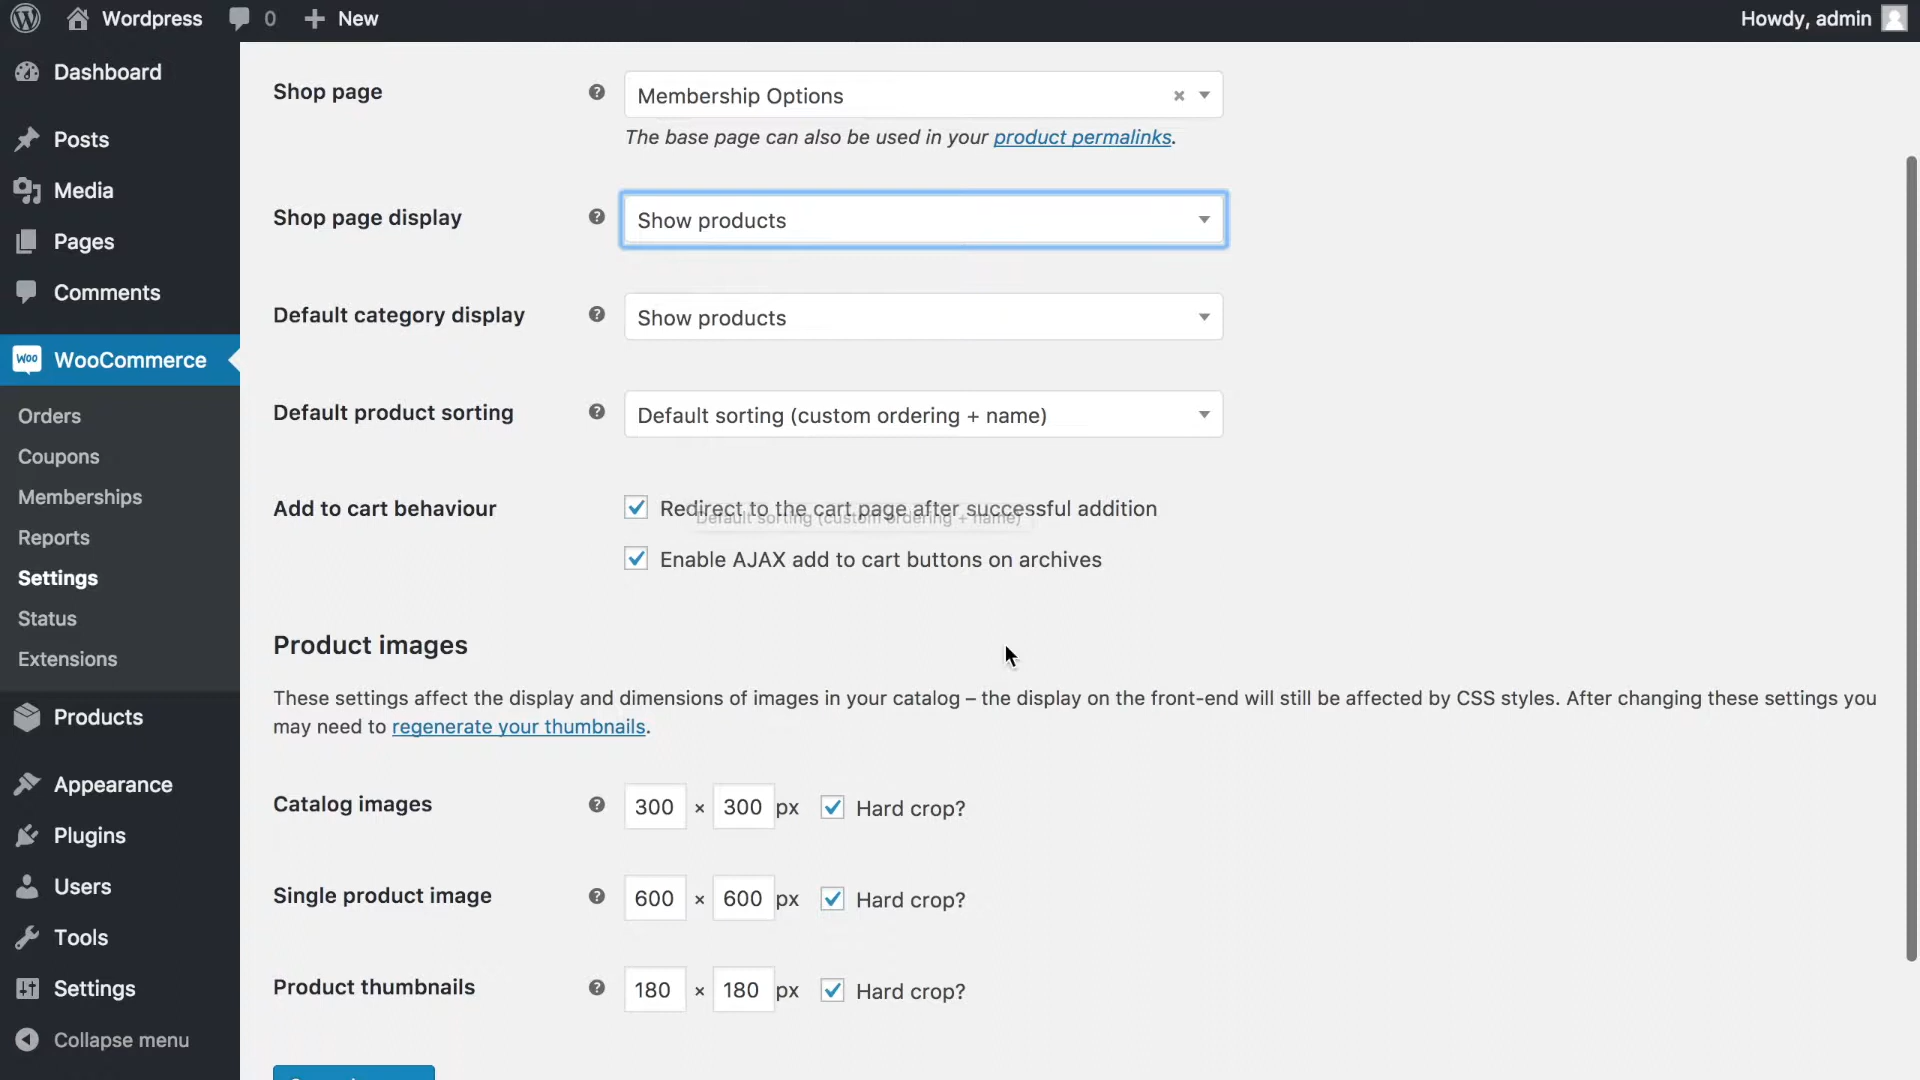 Wordpress 0 New Howdy, admin
Dashboard
Posts
Media
Pages
Comments
WOO WooCommerce
Orders
Coupons
Memberships
Reports
Settings
Status
Extensions
Products
Appearance
Plugins
Users
Tools
Settings
Collapse menu
Shop page ? Membership Options ×
The base page can also be used in your product permalinks.
Shop page display ? Show products
Default category display ? Show products
Default product sorting ? Default sorting (custom ordering + name)
Add to cart behaviour Redirect to the cart page after successful addition
Default sorting (custom ordering + name)
Enable AJAX add to cart buttons on archives
Product images
These settings affect the display and dimensions of images in your catalog – the display on the front-end will still be affected by CSS styles. After changing these settings you
may need to regenerate your thumbnails.
Catalog images ? 300 × 300 px Hard crop?
Single product image ? 600 × 600 px Hard crop?
Product thumbnails ? 180 × 180 px Hard crop?